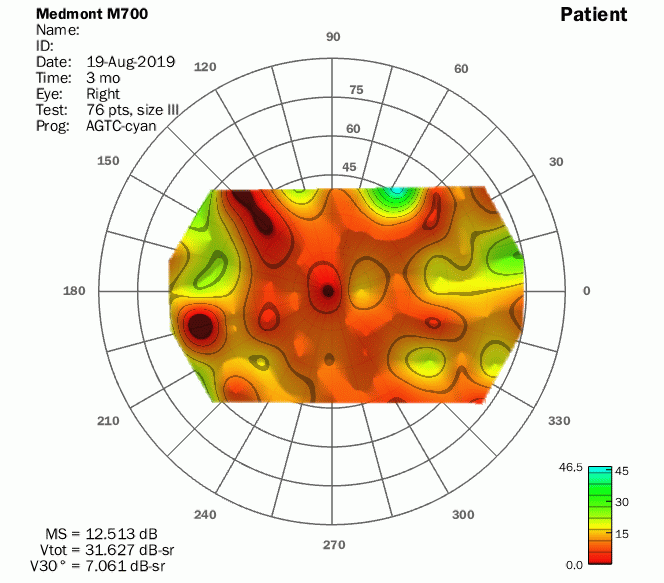 Medmont M700
Patient
Name:
ID:
Date: 19-Aug-2019
Time: 3 mo
Eye: Right
Test: 76 pts, size III
Prog: AGTC-cyan
90
120
60
75
60
45
150
30
180
0
210
330
240
300
270
46.5
45
30
15
0.0
MS = 12.513 dB
Vtot = 31.627 dB-sr
V30° = 7.061 dB-sr